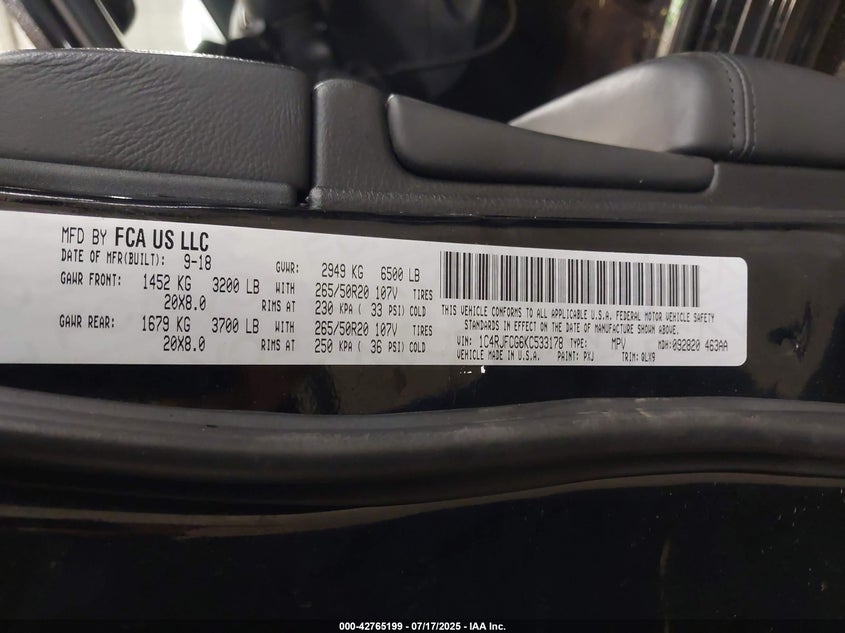 MFD BY FCA US LLC
DATE OF MFR(BUILT): 9-18
GVWR: 2949 KG 6500 LB
GAWR FRONT: 1452 KG 3200 LB WITH 265/50R20 107V TIRES
20X8.0 RIMS AT 230 KPA ( 33 PSI) COLD
GAWR REAR: 1679 KG 3700 LB WITH 265/50R20 107V TIRES
20X8.0 RIMS AT 250 KPA ( 36 PSI) COLD
THIS VEHICLE CONFORMS TO ALL APPLICABLE U.S.A. FEDERAL MOTOR VEHICLE SAFETY
STANDARDS IN EFFECT ON THE DATE OF MANUFACTURE SHOWN ABOVE.
VIN: 1C4RJFCG6KC533178 TYPE: MPV MDH:092820 463AA
VEHICLE MADE IN U.S.A. PAINT: PXJ TRIM: QLX9
000-42765199 - 07/17/2025 - IAA Inc.